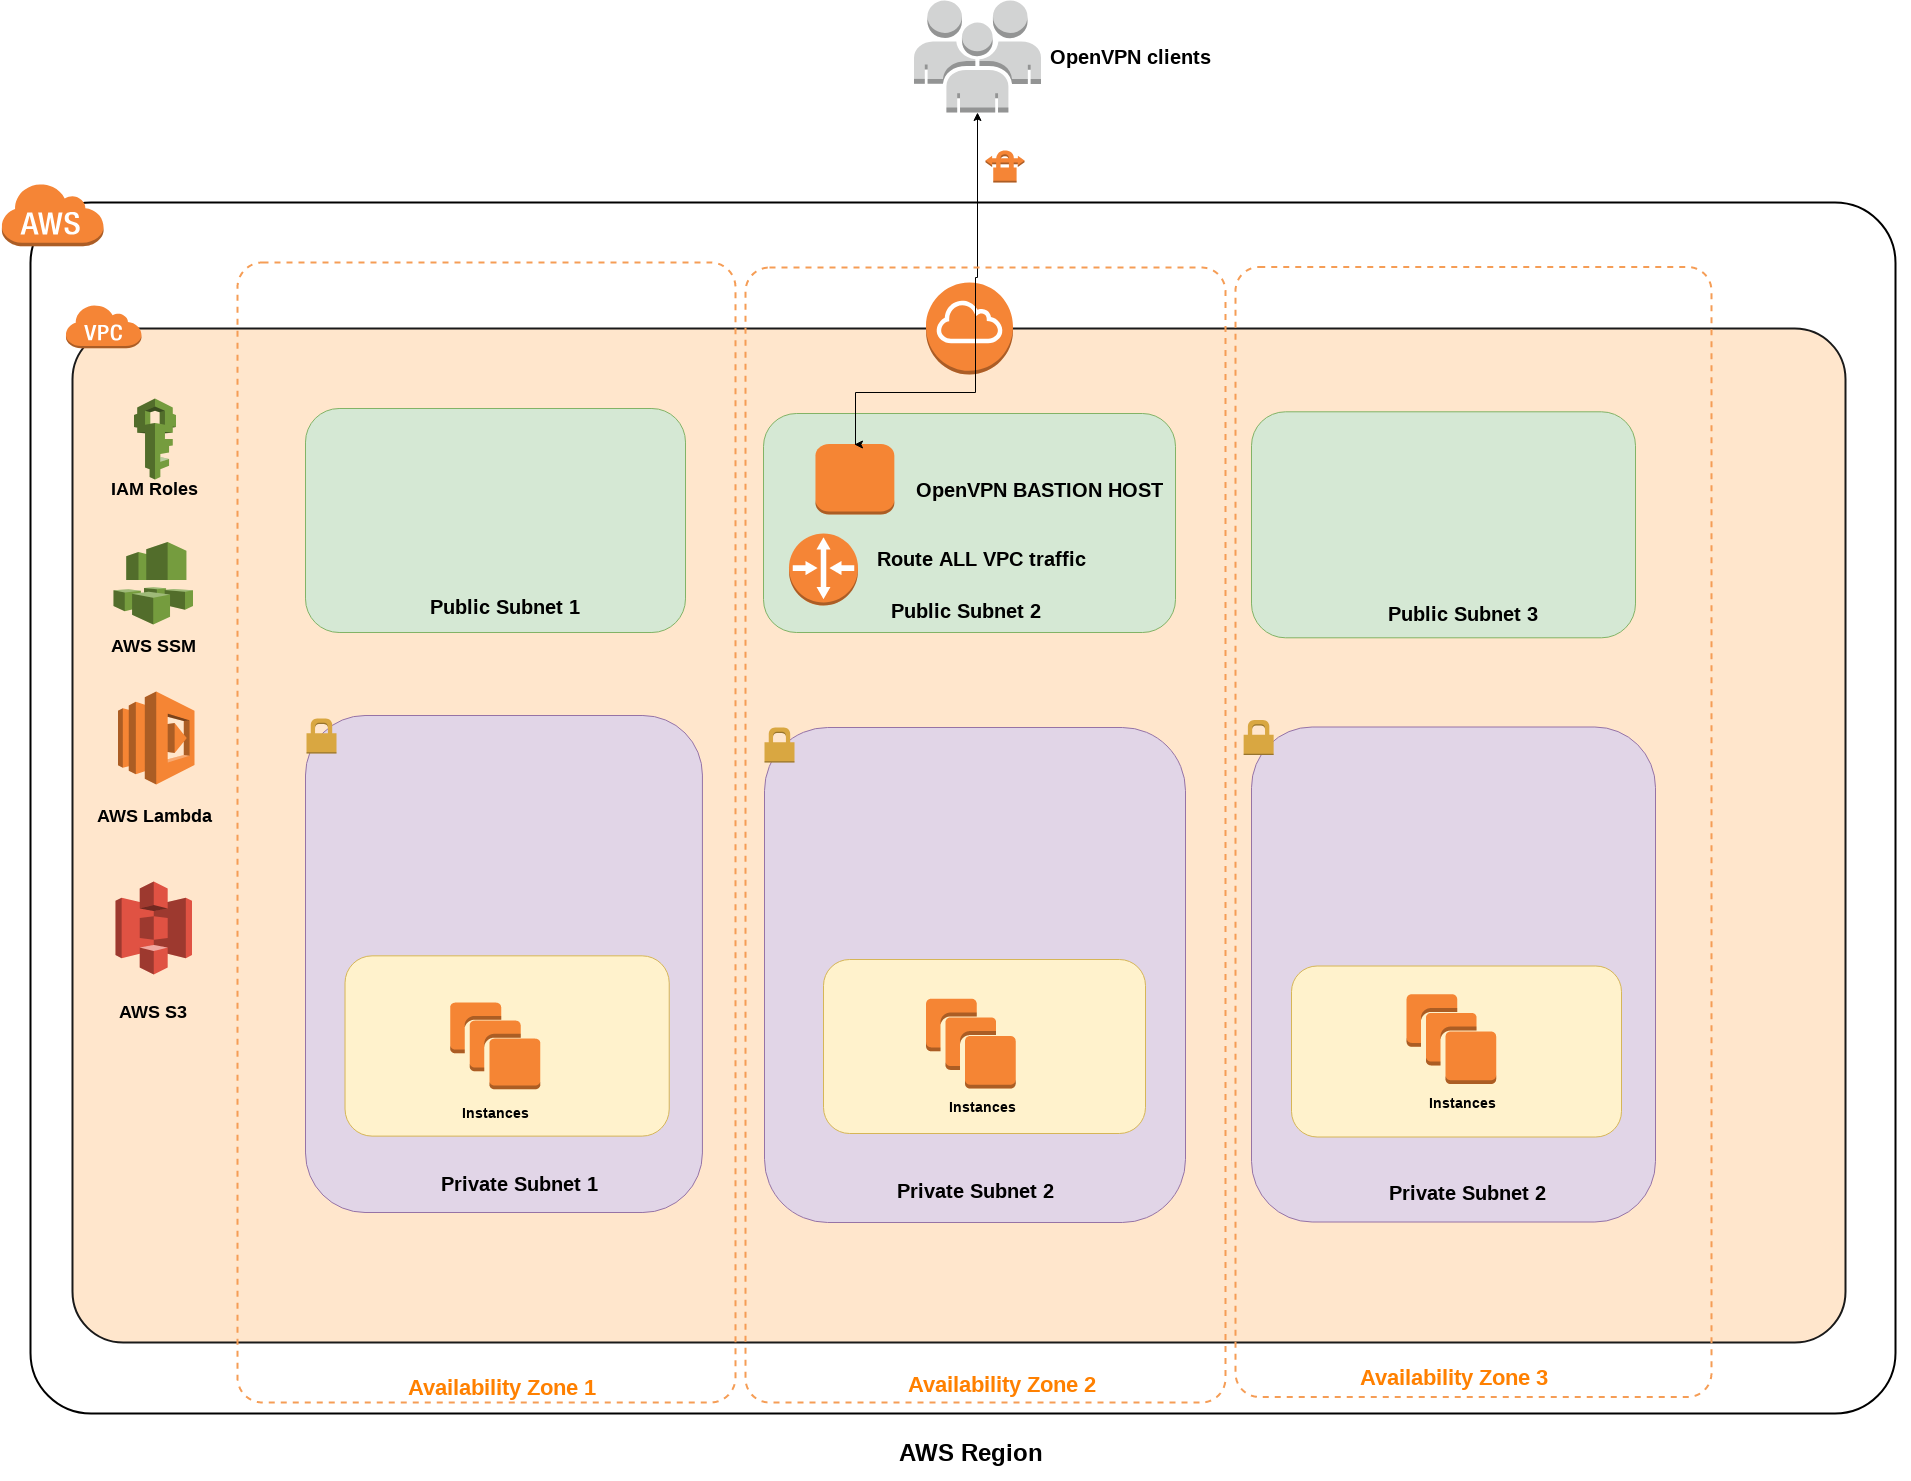 OpenVPN clients
AWS
VPC
IAM Roles
OpenVPN BASTION HOST
Route ALL VPC traffic
Public Subnet 1
Public Subnet 2
Public Subnet 3
AWS SSM
AWS Lambda
AWS S3
Instances
Instances
Instances
Private Subnet 1
Private Subnet 2
Private Subnet 2
Availability Zone 1
Availability Zone 2
Availability Zone 3
AWS Region